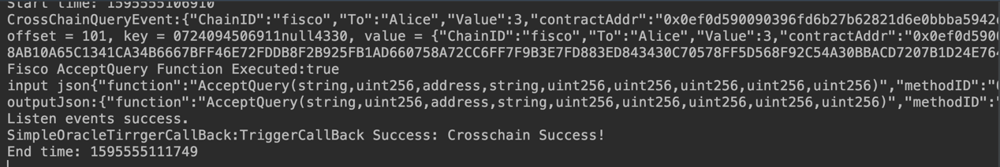 Start time: 1595555106910
CrossChainQueryEvent:{"ChainID":"fisco","To":"Alice","Value":3,"contractAddr":"0x0ef0d590090396fd6b27b62821d6e0bbba5942
offset = 101, key = 0724094506911null4330, value = {"ChainID":"fisco","To":"Alice","Value":3,"contractAddr":"0x0ef0d590
8AB10A65C1341CA34B6667BFF46E72FDDB8F2B925FB1AD660758A72CC6FF7F9B3E7FD883ED843430C70578FF5D568F92C54A30BBACD7207B1D24E764
Fisco AcceptQuery Function Executed:true
input json{"function":"AcceptQuery(string,uint256,address,string,uint256,uint256,uint256,uint256,uint256,uint256)","methodID":"
outputJson:{"function":"AcceptQuery(string,uint256,address,string,uint256,uint256,uint256,uint256,uint256,uint256)","methodID":"
Listen events success.
SimpleOracleTirrgerCallBack:TriggerCallBack Success: Crosschain Success!
End time: 1595555111749